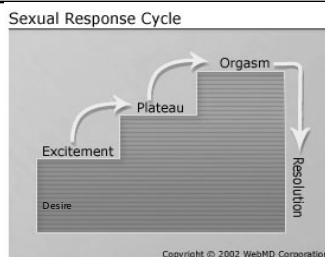 Sexual Response Cycle
Orgasm
Plateau
Excitement
Resolution
Desire
Copyright © 2002 WebMD Corporation